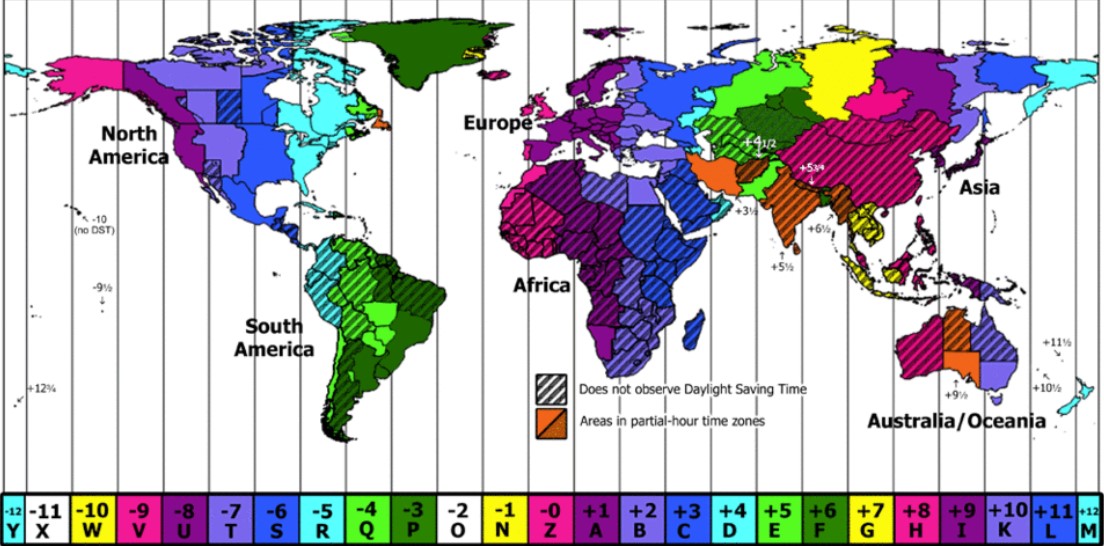 North
America
Europe
+4 1/2
+5 3/4
Asia
-10
(no DST)
+3½
+6½
+5½
-9½
Africa
South
America
+11½
+12¾
+10½
+9½
Does not observe Daylight Saving Time
Areas in partial-hour time zones
Australia/Oceania
-12 -11 -10 -9 -8 -7 -6 -5 -4 -3 -2 -1 -0 +1 +2 +3 +4 +5 +6 +7 +8 +9 +10 +11 +12
Y X W V U T S R Q P O N Z A B C D E F G H I K L M